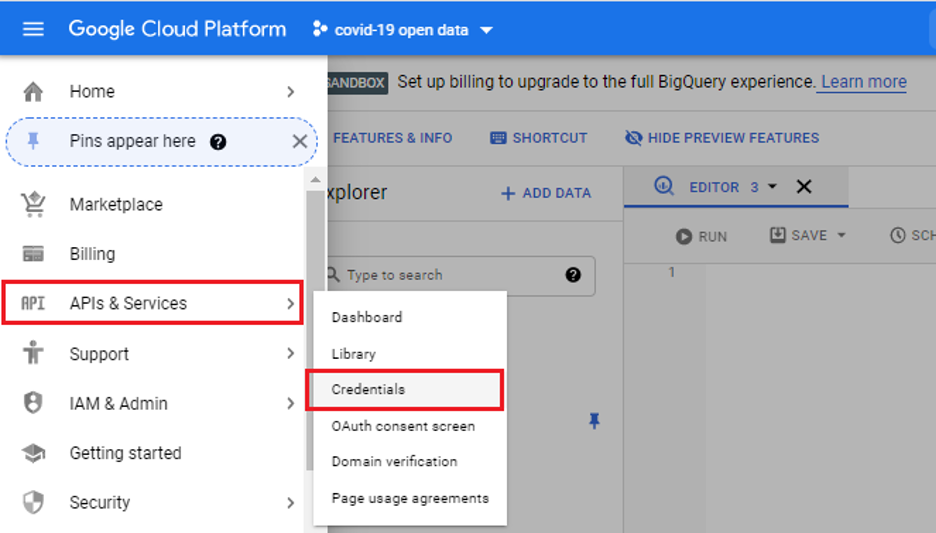 Google Cloud Platform covid-19 open data
Home
Pins appear here ?
Marketplace
Billing
API APIs & Services
Support
IAM & Admin
Getting started
Security
Dashboard
Library
Credentials
OAuth consent screen
Domain verification
Page usage agreements
SANDBOX Set up billing to upgrade to the full BigQuery experience. Learn more
FEATURES & INFO SHORTCUT HIDE PREVIEW FEATURES
xplorer + ADD DATA
Type to search ?
EDITOR 3
RUN SAVE SCH
1